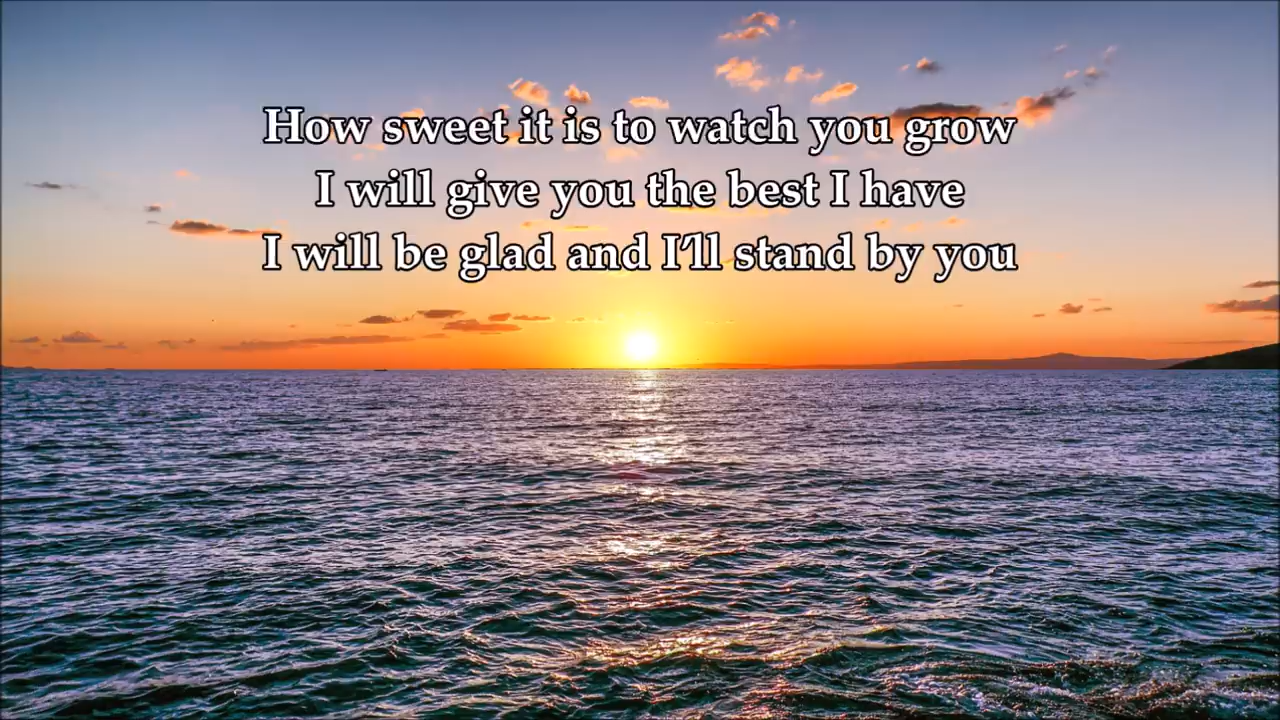 How sweet it is to watch you grow
I will give you the best I have
I will be glad and I'll stand by you